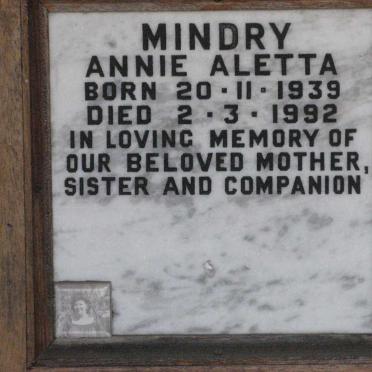 MINDRY
ANNIE ALETTA
BORN 20·11·1939
DIED 2·3·1992
IN LOVING MEMORY OF
OUR BELOVED MOTHER,
SISTER AND COMPANION